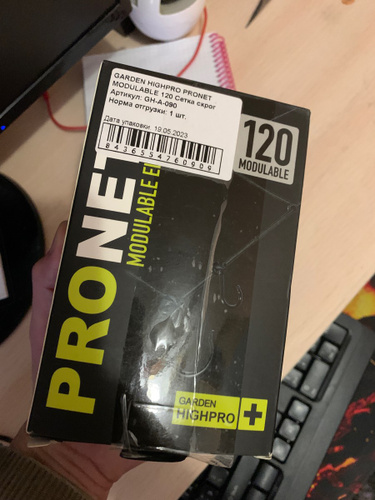 GARDEN HIGHPRO PRONET
MODULABLE 120 Сетка скрог
Артикул: GH-A-090
Норма отгрузки: 1 шт.
Дата упаковки: 19.05.2023
8436554760909
120
MODULABLE
PRONET
MODULABLE
GARDEN
HIGHPRO